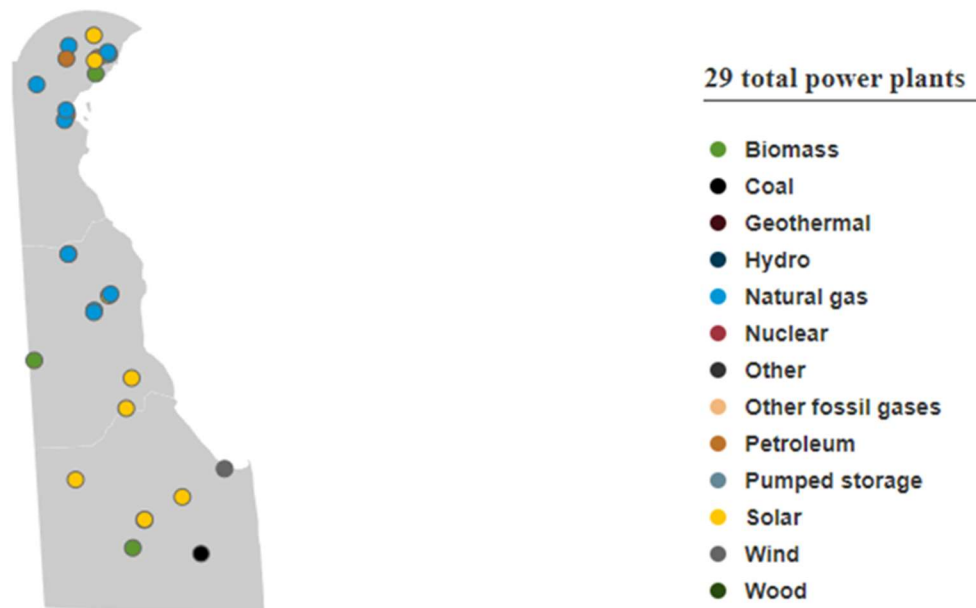 29 total power plants
Biomass
Coal
Geothermal
Hydro
Natural gas
Nuclear
Other
Other fossil gases
Petroleum
Pumped storage
Solar
Wind
Wood